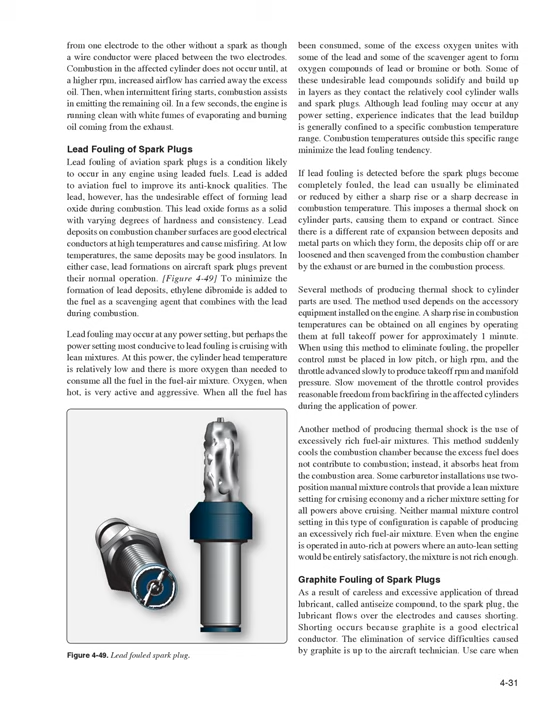 from one electrode to the other without a spark as though
a wire conductor were placed between the two electrodes.
Combustion in the affected cylinder does not occur until, at
a higher rpm, increased airflow has carried away the excess
oil. Then, when intermittent firing starts, combustion assists
in emitting the remaining oil. In a few seconds, the engine is
running clean with white fumes of evaporating and burning
oil coming from the exhaust.
Lead Fouling of Spark Plugs
Lead fouling of aviation spark plugs is a condition likely
to occur in any engine using leaded fuels. Lead is added
to aviation fuel to improve its anti-knock qualities. The
lead, however, has the undesirable effect of forming lead
oxide during combustion. This lead oxide forms as a solid
with varying degrees of hardness and consistency. Lead
deposits on combustion chamber surfaces are good electrical
conductors at high temperatures and cause misfiring. At low
temperatures, the same deposits may be good insulators. In
either case, lead formations on aircraft spark plugs prevent
their normal operation. [Figure 4-49] To minimize the
formation of lead deposits, ethylene dibromide is added to
the fuel as a scavenging agent that combines with the lead
during combustion.
Lead fouling may occur at any power setting, but perhaps the
power setting most conducive to lead fouling is cruising with
lean mixtures. At this power, the cylinder head temperature
is relatively low and there is more oxygen than needed to
consume all the fuel in the fuel-air mixture. Oxygen, when
hot, is very active and aggressive. When all the fuel has
Figure 4-49. Lead fouled spark plug.
been consumed, some of the excess oxygen unites with
some of the lead and some of the scavenger agent to form
oxygen compounds of lead or bromine or both. Some of
these undesirable lead compounds solidify and build up
in layers as they contact the relatively cool cylinder walls
and spark plugs. Although lead fouling may occur at any
power setting, experience indicates that the lead buildup
is generally confined to a specific combustion temperature
range. Combustion temperatures outside this specific range
minimize the lead fouling tendency.
If lead fouling is detected before the spark plugs become
completely fouled, the lead can usually be eliminated
or reduced by either a sharp rise or a sharp decrease in
combustion temperature. This imposes a thermal shock on
cylinder parts, causing them to expand or contract. Since
there is a different rate of expansion between deposits and
metal parts on which they form, the deposits chip off or are
loosened and then scavenged from the combustion chamber
by the exhaust or are burned in the combustion process.
Several methods of producing thermal shock to cylinder
parts are used. The method used depends on the accessory
equipment installed on the engine. A sharp rise in combustion
temperatures can be obtained on all engines by operating
them at full takeoff power for approximately 1 minute.
When using this method to eliminate fouling, the propeller
control must be placed in low pitch, or high rpm, and the
throttle advanced slowly to produce takeoff rpm and manifold
pressure. Slow movement of the throttle control provides
reasonable freedom from backfiring in the affected cylinders
during the application of power.
Another method of producing thermal shock is the use of
excessively rich fuel-air mixtures. This method suddenly
cools the combustion chamber because the excess fuel does
not contribute to combustion; instead, it absorbs heat from
the combustion area. Some carburetor installations use two-
position manual mixture controls that provide a lean mixture
setting for cruising economy and a richer mixture setting for
all powers above cruising. Neither manual mixture control
setting in this type of configuration is capable of producing
an excessively rich fuel-air mixture. Even when the engine
is operated in auto-rich at powers where an auto-lean setting
would be entirely satisfactory, the mixture is not rich enough.
Graphite Fouling of Spark Plugs
As a result of careless and excessive application of thread
lubricant, called antiseize compound, to the spark plug, the
lubricant flows over the electrodes and causes shorting.
Shorting occurs because graphite is a good electrical
conductor. The elimination of service difficulties caused
by graphite is up to the aircraft technician. Use care when
4-31